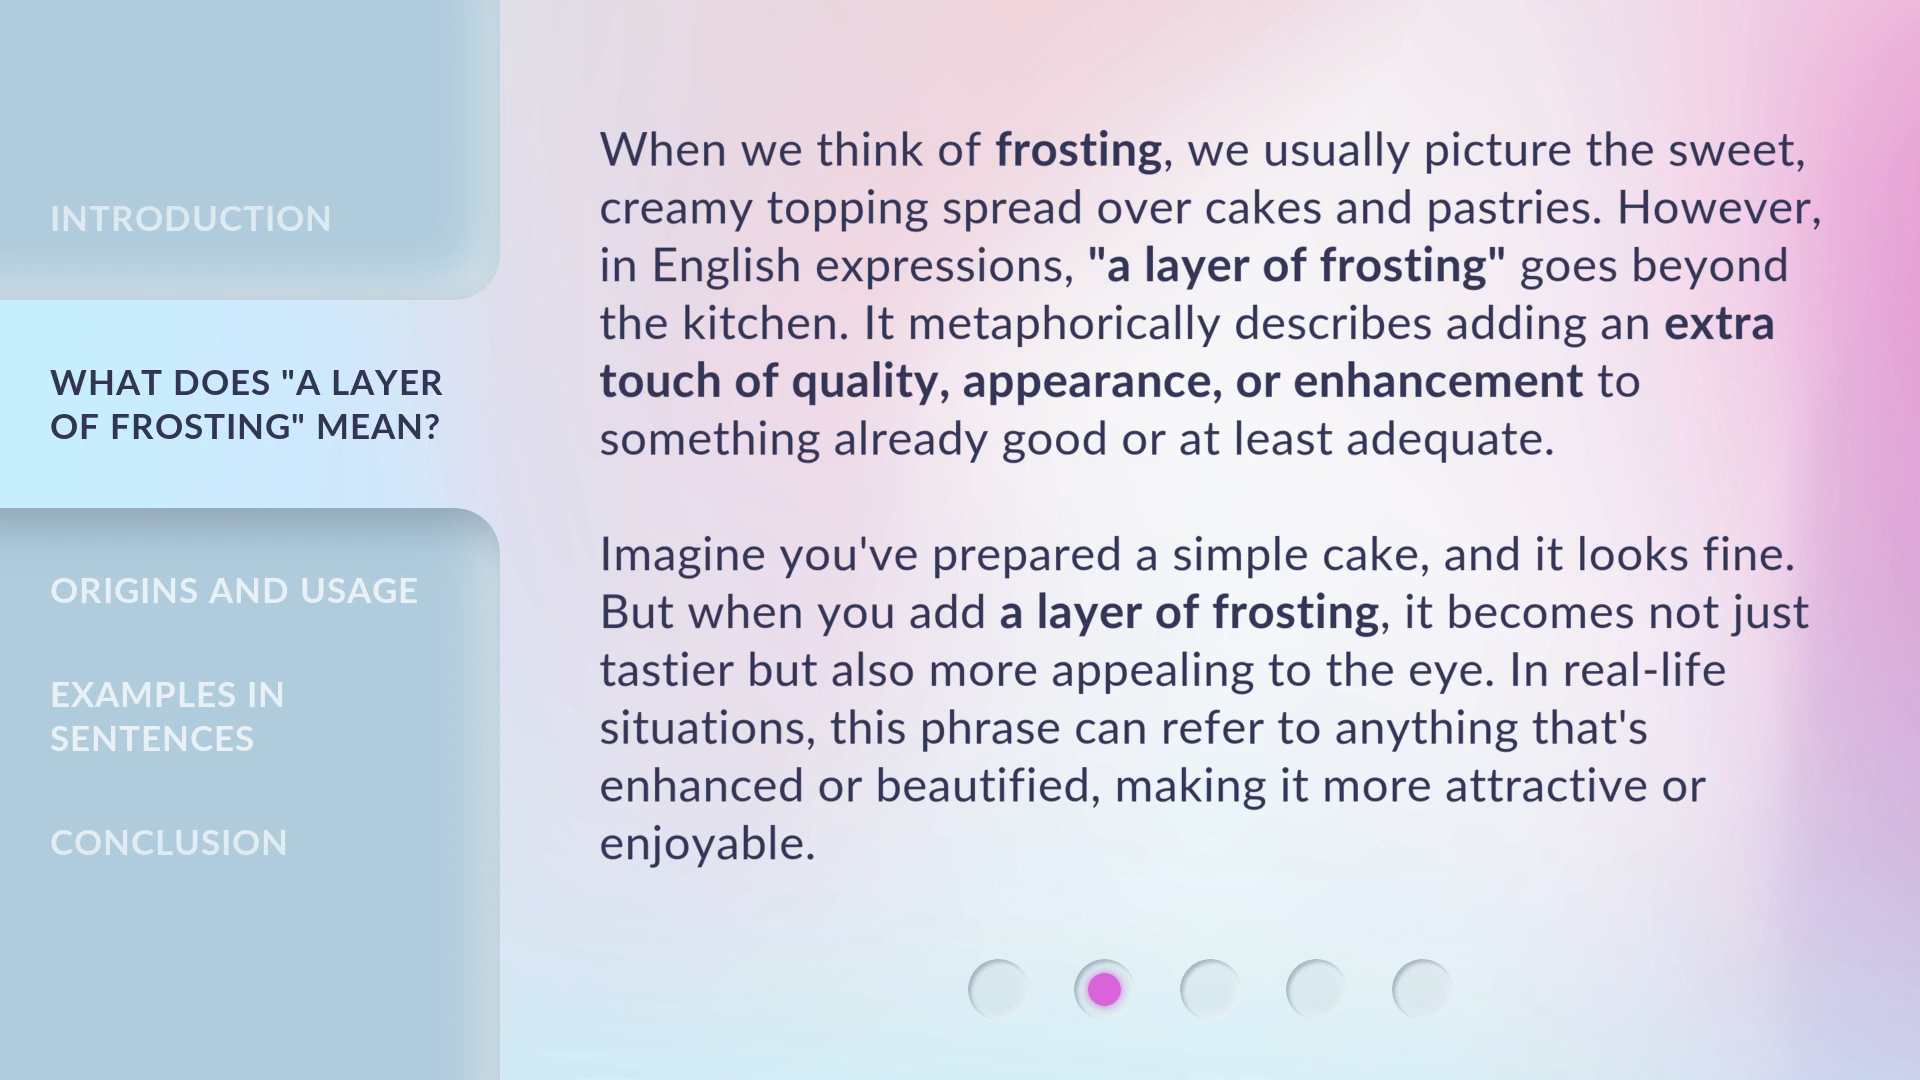 INTRODUCTION
WHAT DOES "A LAYER
OF FROSTING" MEAN?
ORIGINS AND USAGE
EXAMPLES IN
SENTENCES
CONCLUSION
When we think of frosting, we usually picture the sweet,
creamy topping spread over cakes and pastries. However,
in English expressions, "a layer of frosting" goes beyond
the kitchen. It metaphorically describes adding an extra
touch of quality, appearance, or enhancement to
something already good or at least adequate.
Imagine you've prepared a simple cake, and it looks fine.
But when you add a layer of frosting, it becomes not just
tastier but also more appealing to the eye. In real-life
situations, this phrase can refer to anything that's
enhanced or beautified, making it more attractive or
enjoyable.